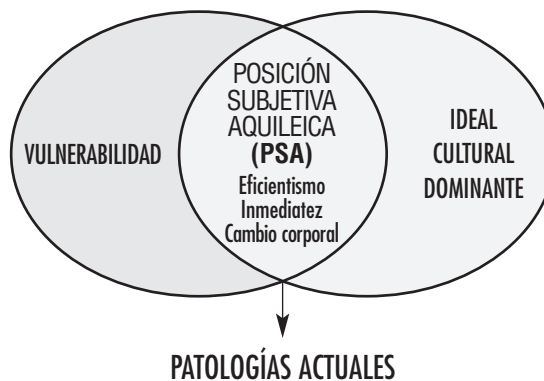 VULNERABILIDAD
POSICIÓN
SUBJETIVA
AQUILEICA
(PSA)
Eficientismo
Inmediatez
Cambio corporal
IDEAL
CULTURAL
DOMINANTE
PATOLOGÍAS ACTUALES